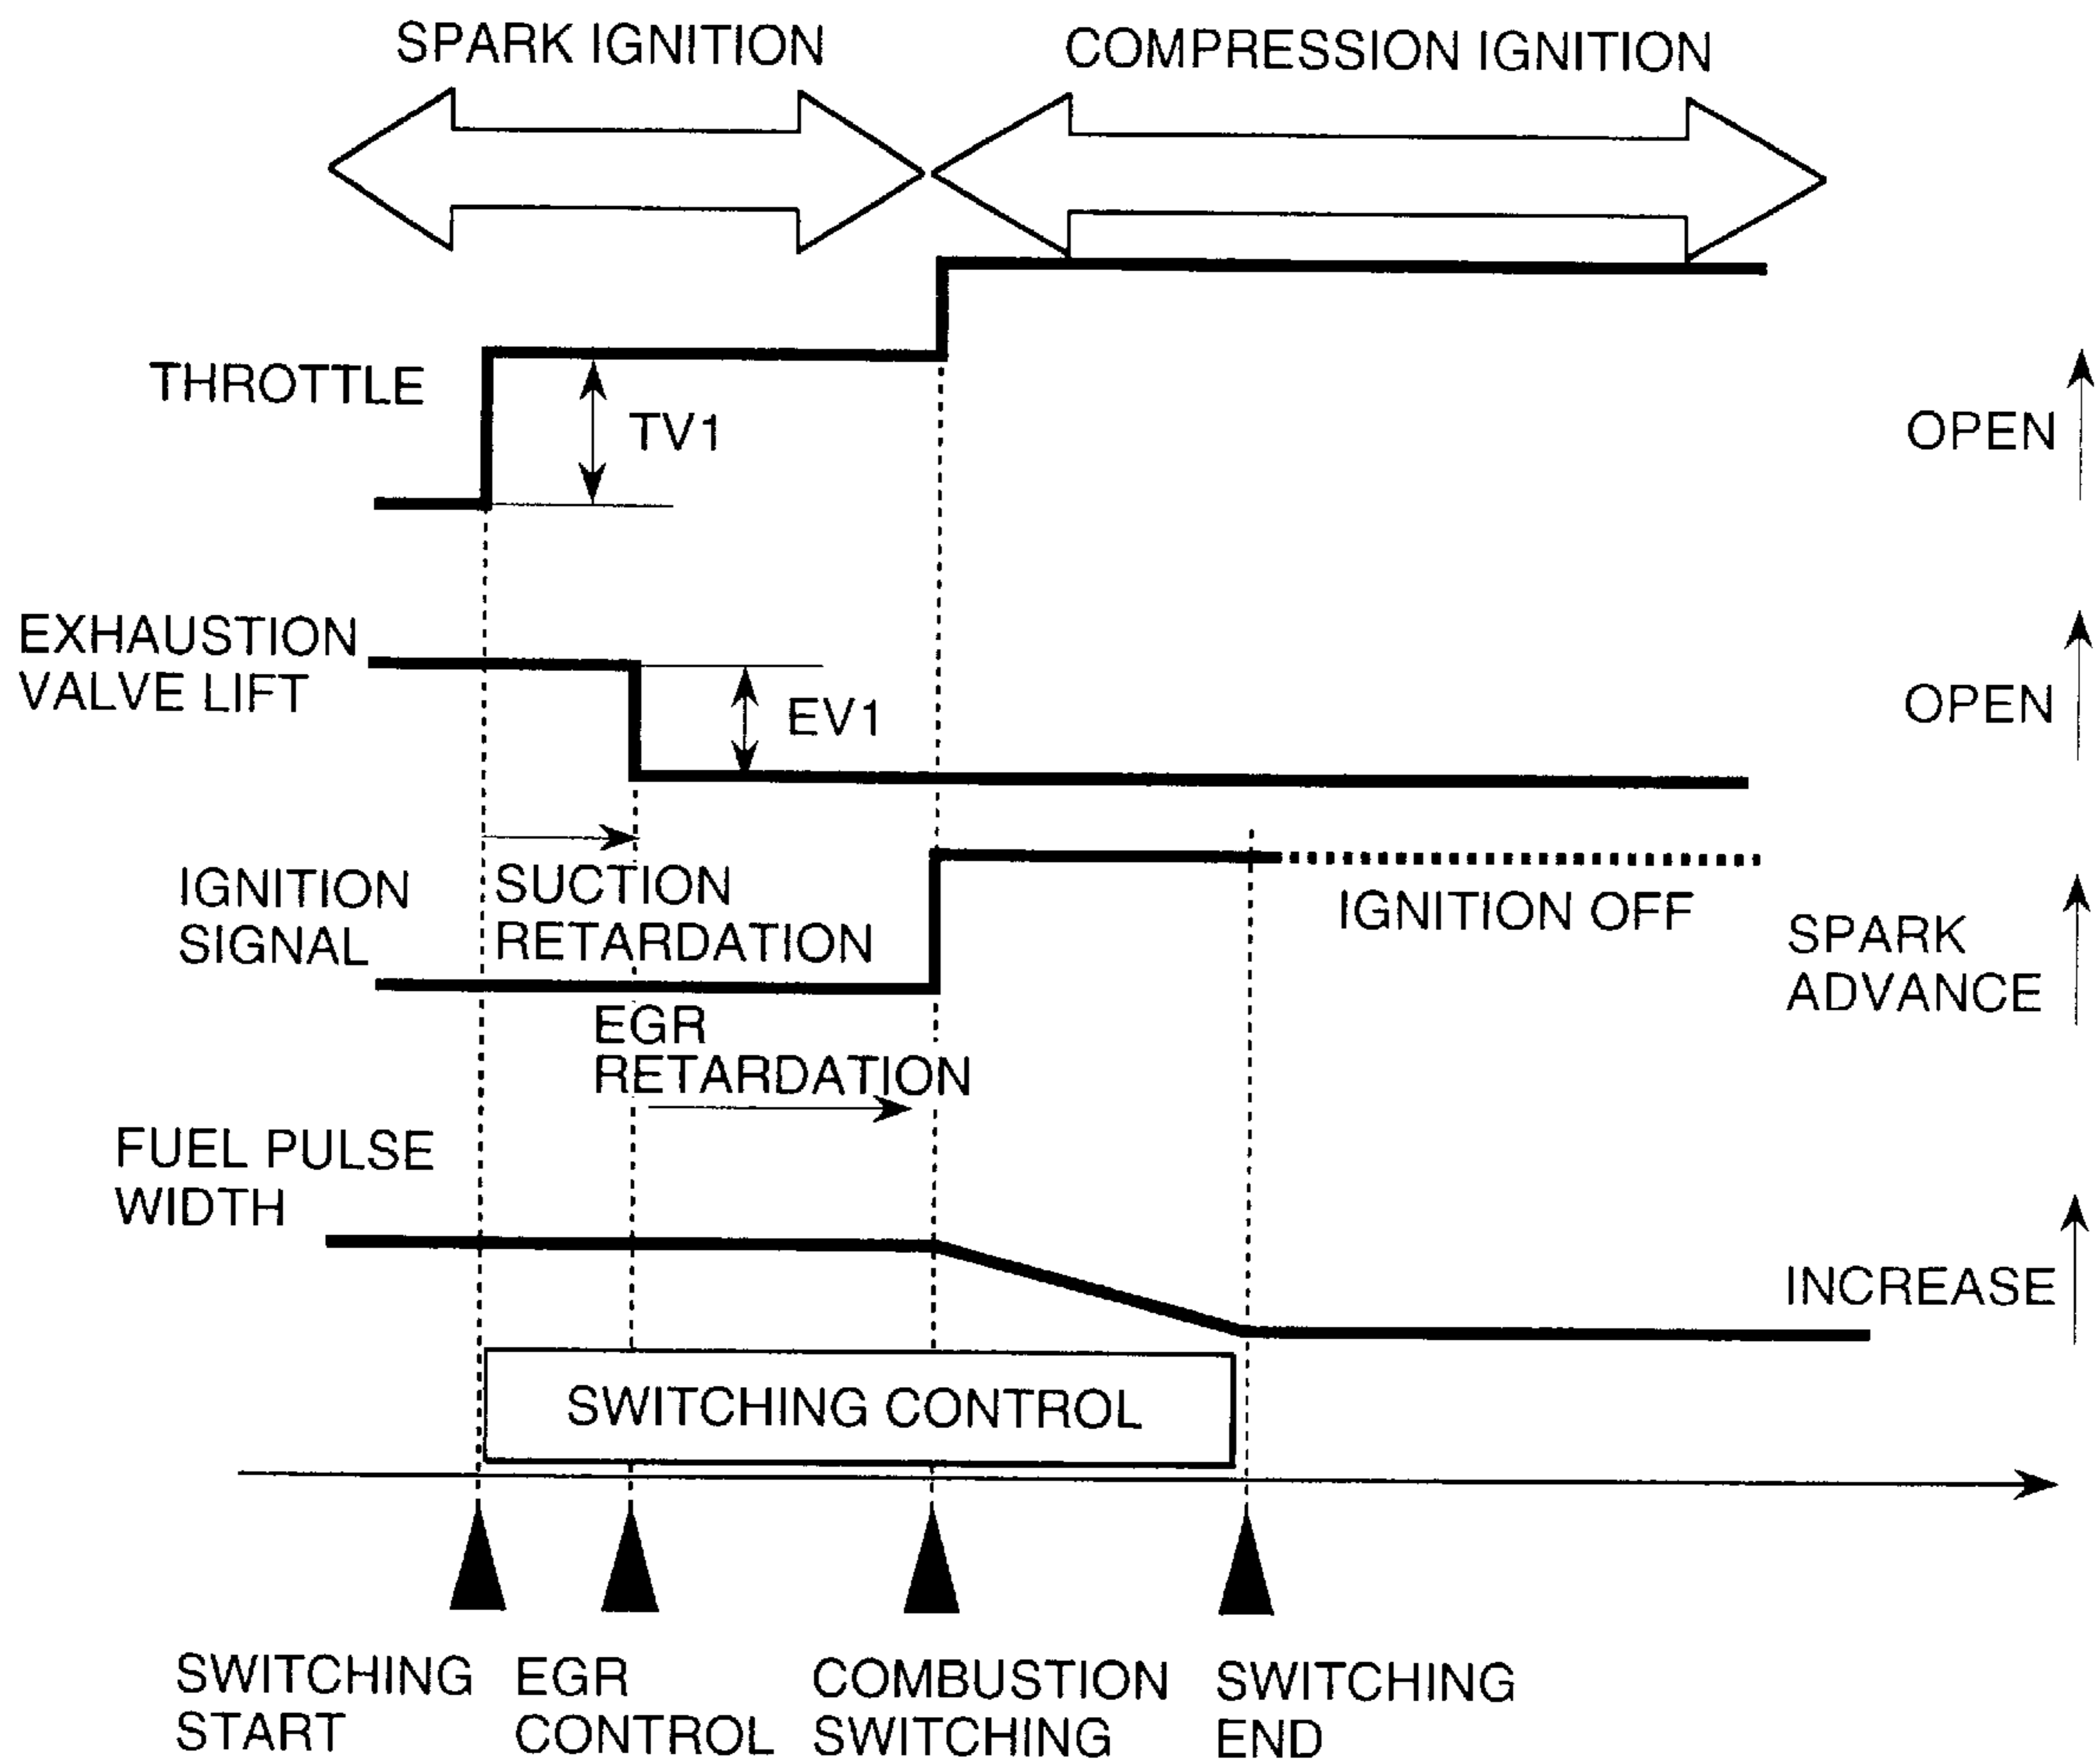 SPARK IGNITION
COMPRESSION IGNITION
THROTTLE
TV1
OPEN
EXHAUSTION
VALVE LIFT
EV1
OPEN
IGNITION
SIGNAL
SUCTION
RETARDATION
IGNITION OFF
SPARK
ADVANCE
EGR
RETARDATION
FUEL PULSE
WIDTH
INCREASE
SWITCHING CONTROL
SWITCHING
START
EGR
CONTROL
COMBUSTION
SWITCHING
SWITCHING
END